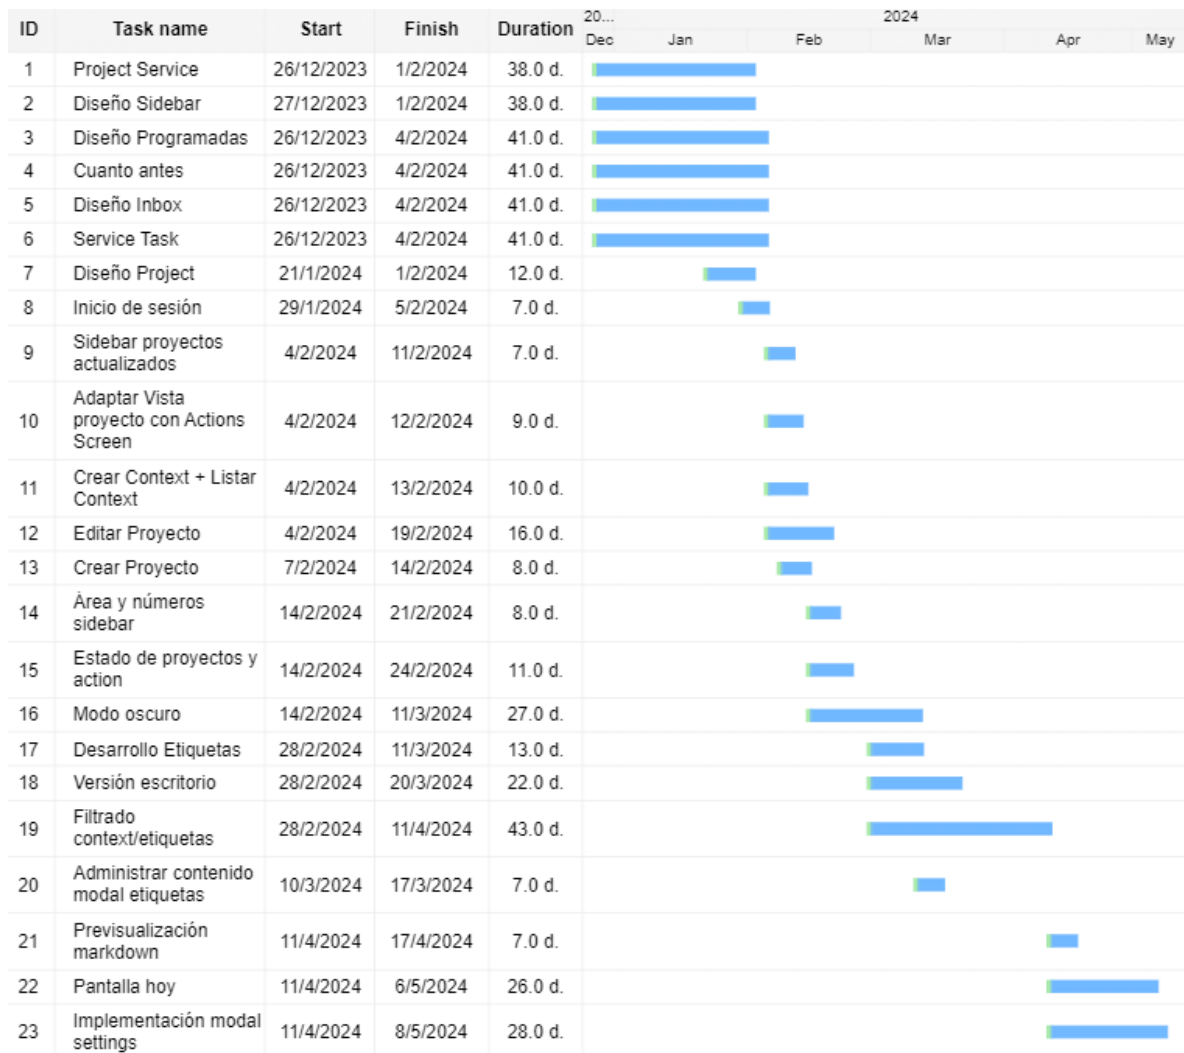 ID Task name Start Finish Duration 20... 2024
Dec Jan Feb Mar Apr May
1 Project Service 26/12/2023 1/2/2024 38.0 d.
2 Diseño Sidebar 27/12/2023 1/2/2024 38.0 d.
3 Diseño Programadas 26/12/2023 4/2/2024 41.0 d.
4 Cuanto antes 26/12/2023 4/2/2024 41.0 d.
5 Diseño Inbox 26/12/2023 4/2/2024 41.0 d.
6 Service Task 26/12/2023 4/2/2024 41.0 d.
7 Diseño Project 21/1/2024 1/2/2024 12.0 d.
8 Inicio de sesión 29/1/2024 5/2/2024 7.0 d.
9 Sidebar proyectos
actualizados 4/2/2024 11/2/2024 7.0 d.
10 Adaptar Vista
proyecto con Actions
Screen 4/2/2024 12/2/2024 9.0 d.
11 Crear Context + Listar
Context 4/2/2024 13/2/2024 10.0 d.
12 Editar Proyecto 4/2/2024 19/2/2024 16.0 d.
13 Crear Proyecto 7/2/2024 14/2/2024 8.0 d.
14 Área y números
sidebar 14/2/2024 21/2/2024 8.0 d.
15 Estado de proyectos y
action 14/2/2024 24/2/2024 11.0 d.
16 Modo oscuro 14/2/2024 11/3/2024 27.0 d.
17 Desarrollo Etiquetas 28/2/2024 11/3/2024 13.0 d.
18 Versión escritorio 28/2/2024 20/3/2024 22.0 d.
19 Filtrado
context/etiquetas 28/2/2024 11/4/2024 43.0 d.
20 Administrar contenido
modal etiquetas 10/3/2024 17/3/2024 7.0 d.
21 Previsualización
markdown 11/4/2024 17/4/2024 7.0 d.
22 Pantalla hoy 11/4/2024 6/5/2024 26.0 d.
23 Implementación modal
settings 11/4/2024 8/5/2024 28.0 d.